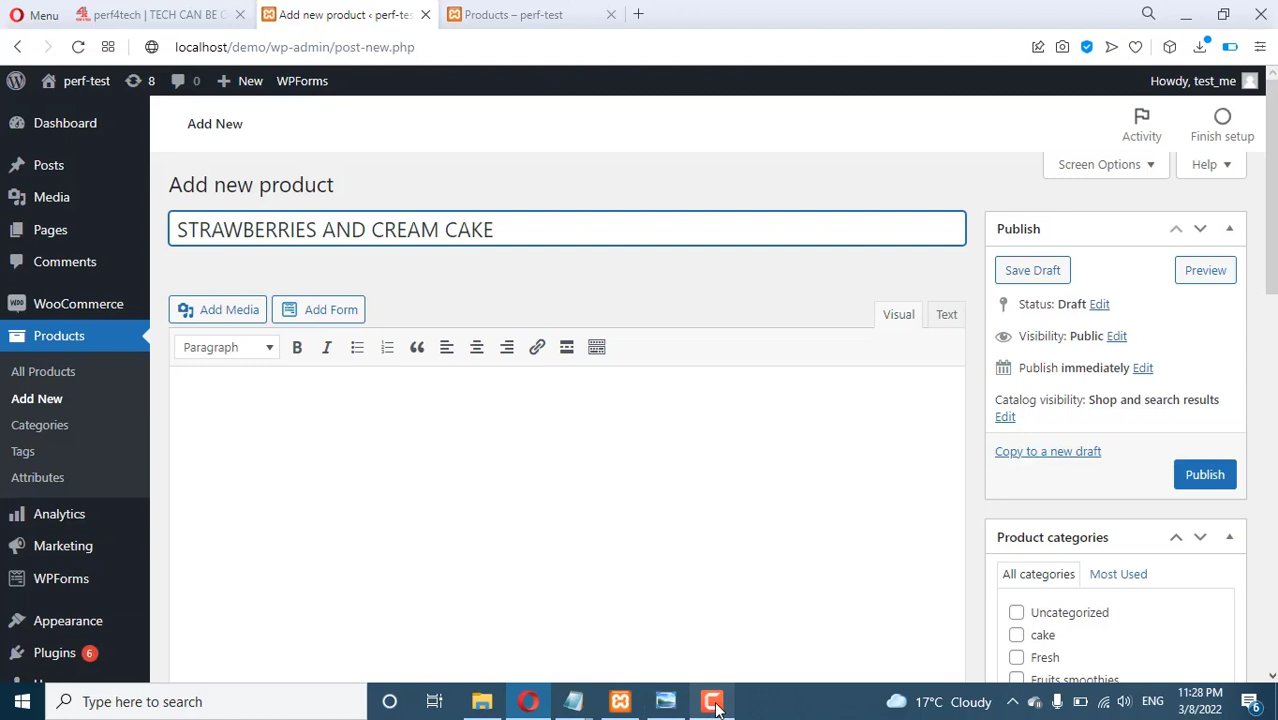 Menu
perf4tech | TECH CAN BE C
Add new product ‹ perf-tes
Products – perf-test
localhost/demo/wp-admin/post-new.php
perf-test
8
0
New
WPForms
Howdy, test_me
Dashboard
Posts
Media
Pages
Comments
WooCommerce
Products
All Products
Add New
Categories
Tags
Attributes
Analytics
Marketing
WPForms
Appearance
Plugins 6
Add New
Activity
Finish setup
Screen Options
Help
Add new product
STRAWBERRIES AND CREAM CAKE
Add Media
Add Form
Visual
Text
Paragraph
B
I
Publish
Save Draft
Preview
Status: Draft Edit
Visibility: Public Edit
Publish immediately Edit
Catalog visibility: Shop and search results
Edit
Copy to a new draft
Publish
Product categories
All categories
Most Used
Uncategorized
cake
Fresh
Fruits smoothies
Type here to search
17°C Cloudy
ENG
11:28 PM
3/8/2022
6